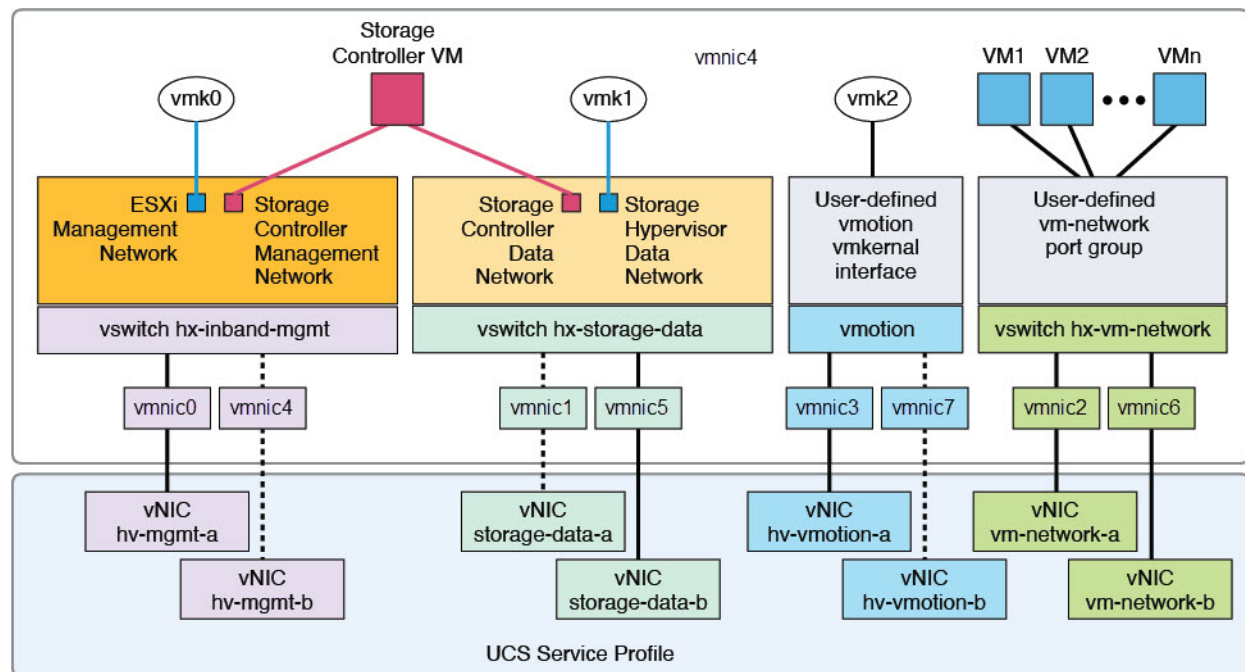 Storage
Controller VM
vmnic4
VM1
VM2
VMn
vmk0
vmk1
vmk2
ESXi
Management
Network
Storage
Controller
Management
Network
Storage
Controller
Data
Network
Storage
Hypervisor
Data
Network
User-defined
vmotion
vmkernal
interface
User-defined
vm-network
port group
vswitch hx-inband-mgmt
vswitch hx-storage-data
vmotion
vswitch hx-vm-network
vmnic0
vmnic4
vmnic1
vmnic5
vmnic3
vmnic7
vmnic2
vmnic6
vNIC
hv-mgmt-a
vNIC
storage-data-a
vNIC
hv-vmotion-a
vNIC
vm-network-a
vNIC
hv-mgmt-b
vNIC
storage-data-b
vNIC
hv-vmotion-b
vNIC
vm-network-b
UCS Service Profile